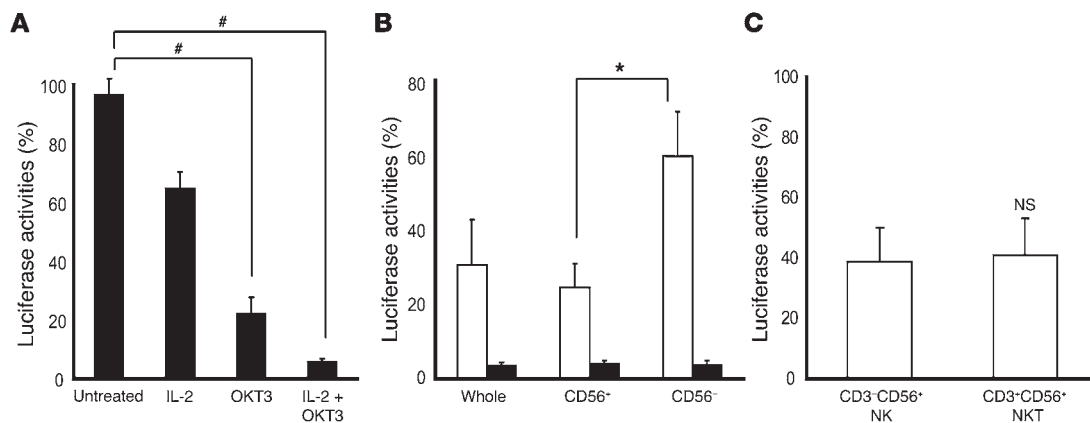 A
#
#
Luciferase activities (%)
100
80
60
40
20
0
Untreated
IL-2
OKT3
IL-2 +
OKT3
B
*
Luciferase activities (%)
80
60
40
20
0
Whole
CD56⁺
CD56⁻
C
Luciferase activities (%)
100
80
60
40
20
0
NS
CD3⁻CD56⁺
NK
CD3⁺CD56⁺
NKT